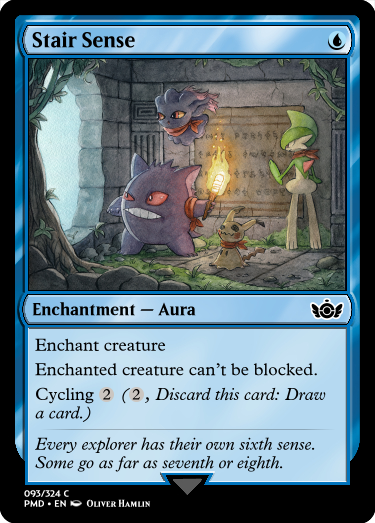 Stair Sense
Enchantment — Aura
Enchant creature
Enchanted creature can't be blocked.
Cycling 2 (2, Discard this card: Draw
a card.)
Every explorer has their own sixth sense.
Some go as far as seventh or eighth.
093/324 C
PMD • EN OLIVER HAMLIN